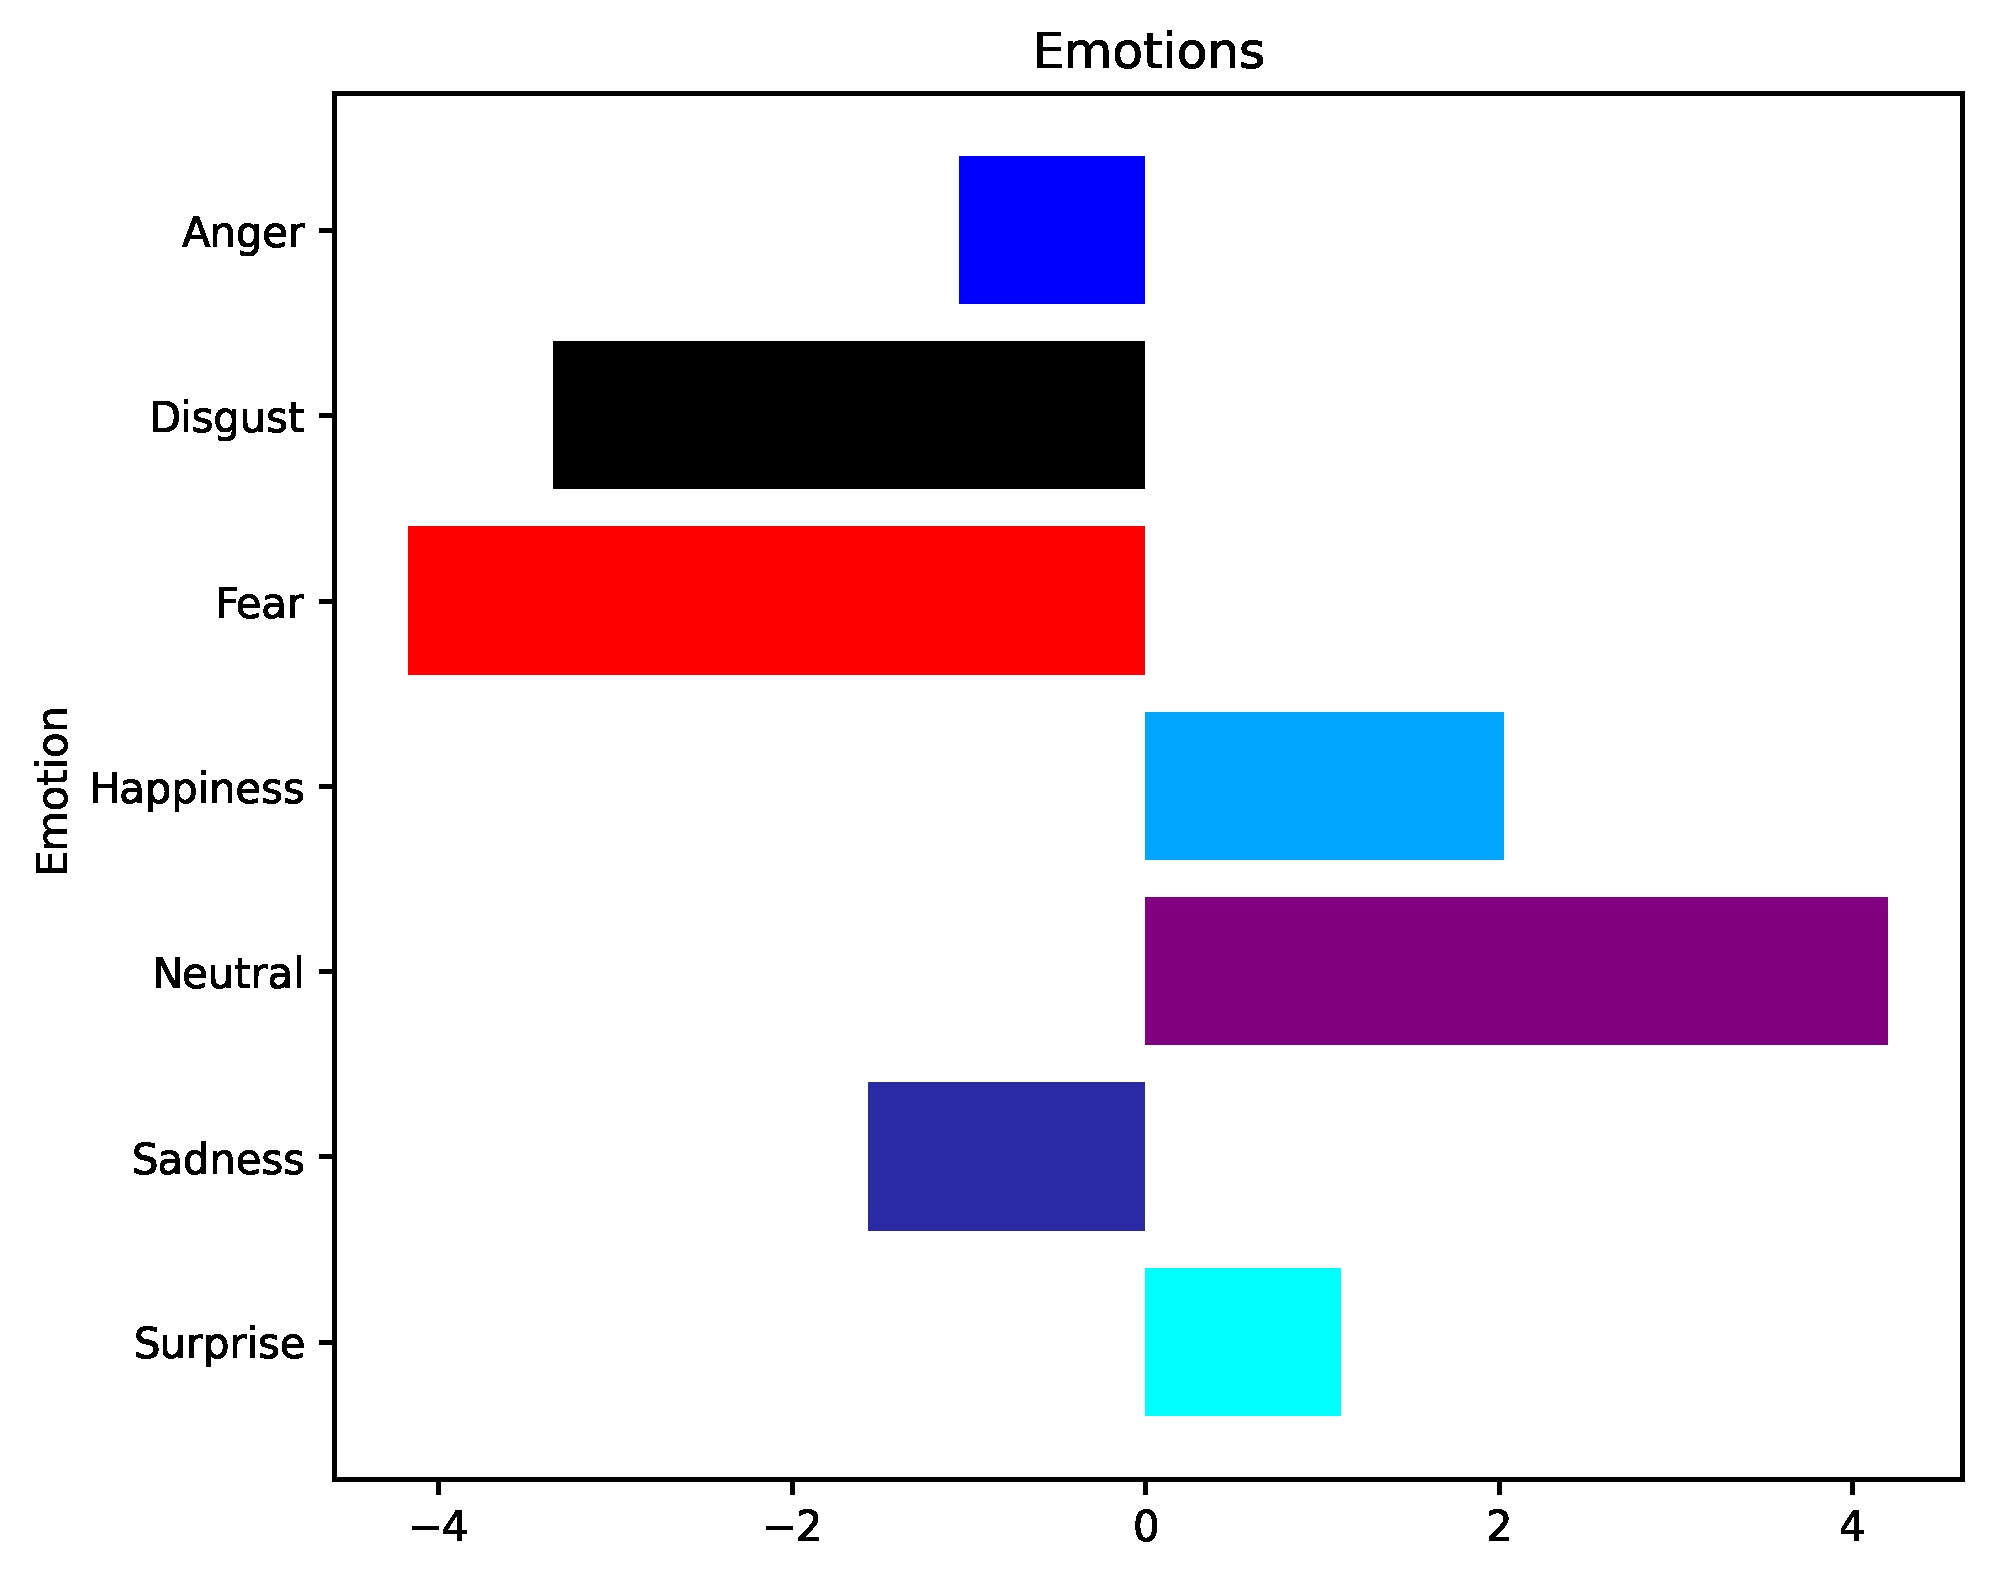 Emotions
Emotion
Anger
Disgust
Fear
Happiness
Neutral
Sadness
Surprise
−4
−2
0
2
4